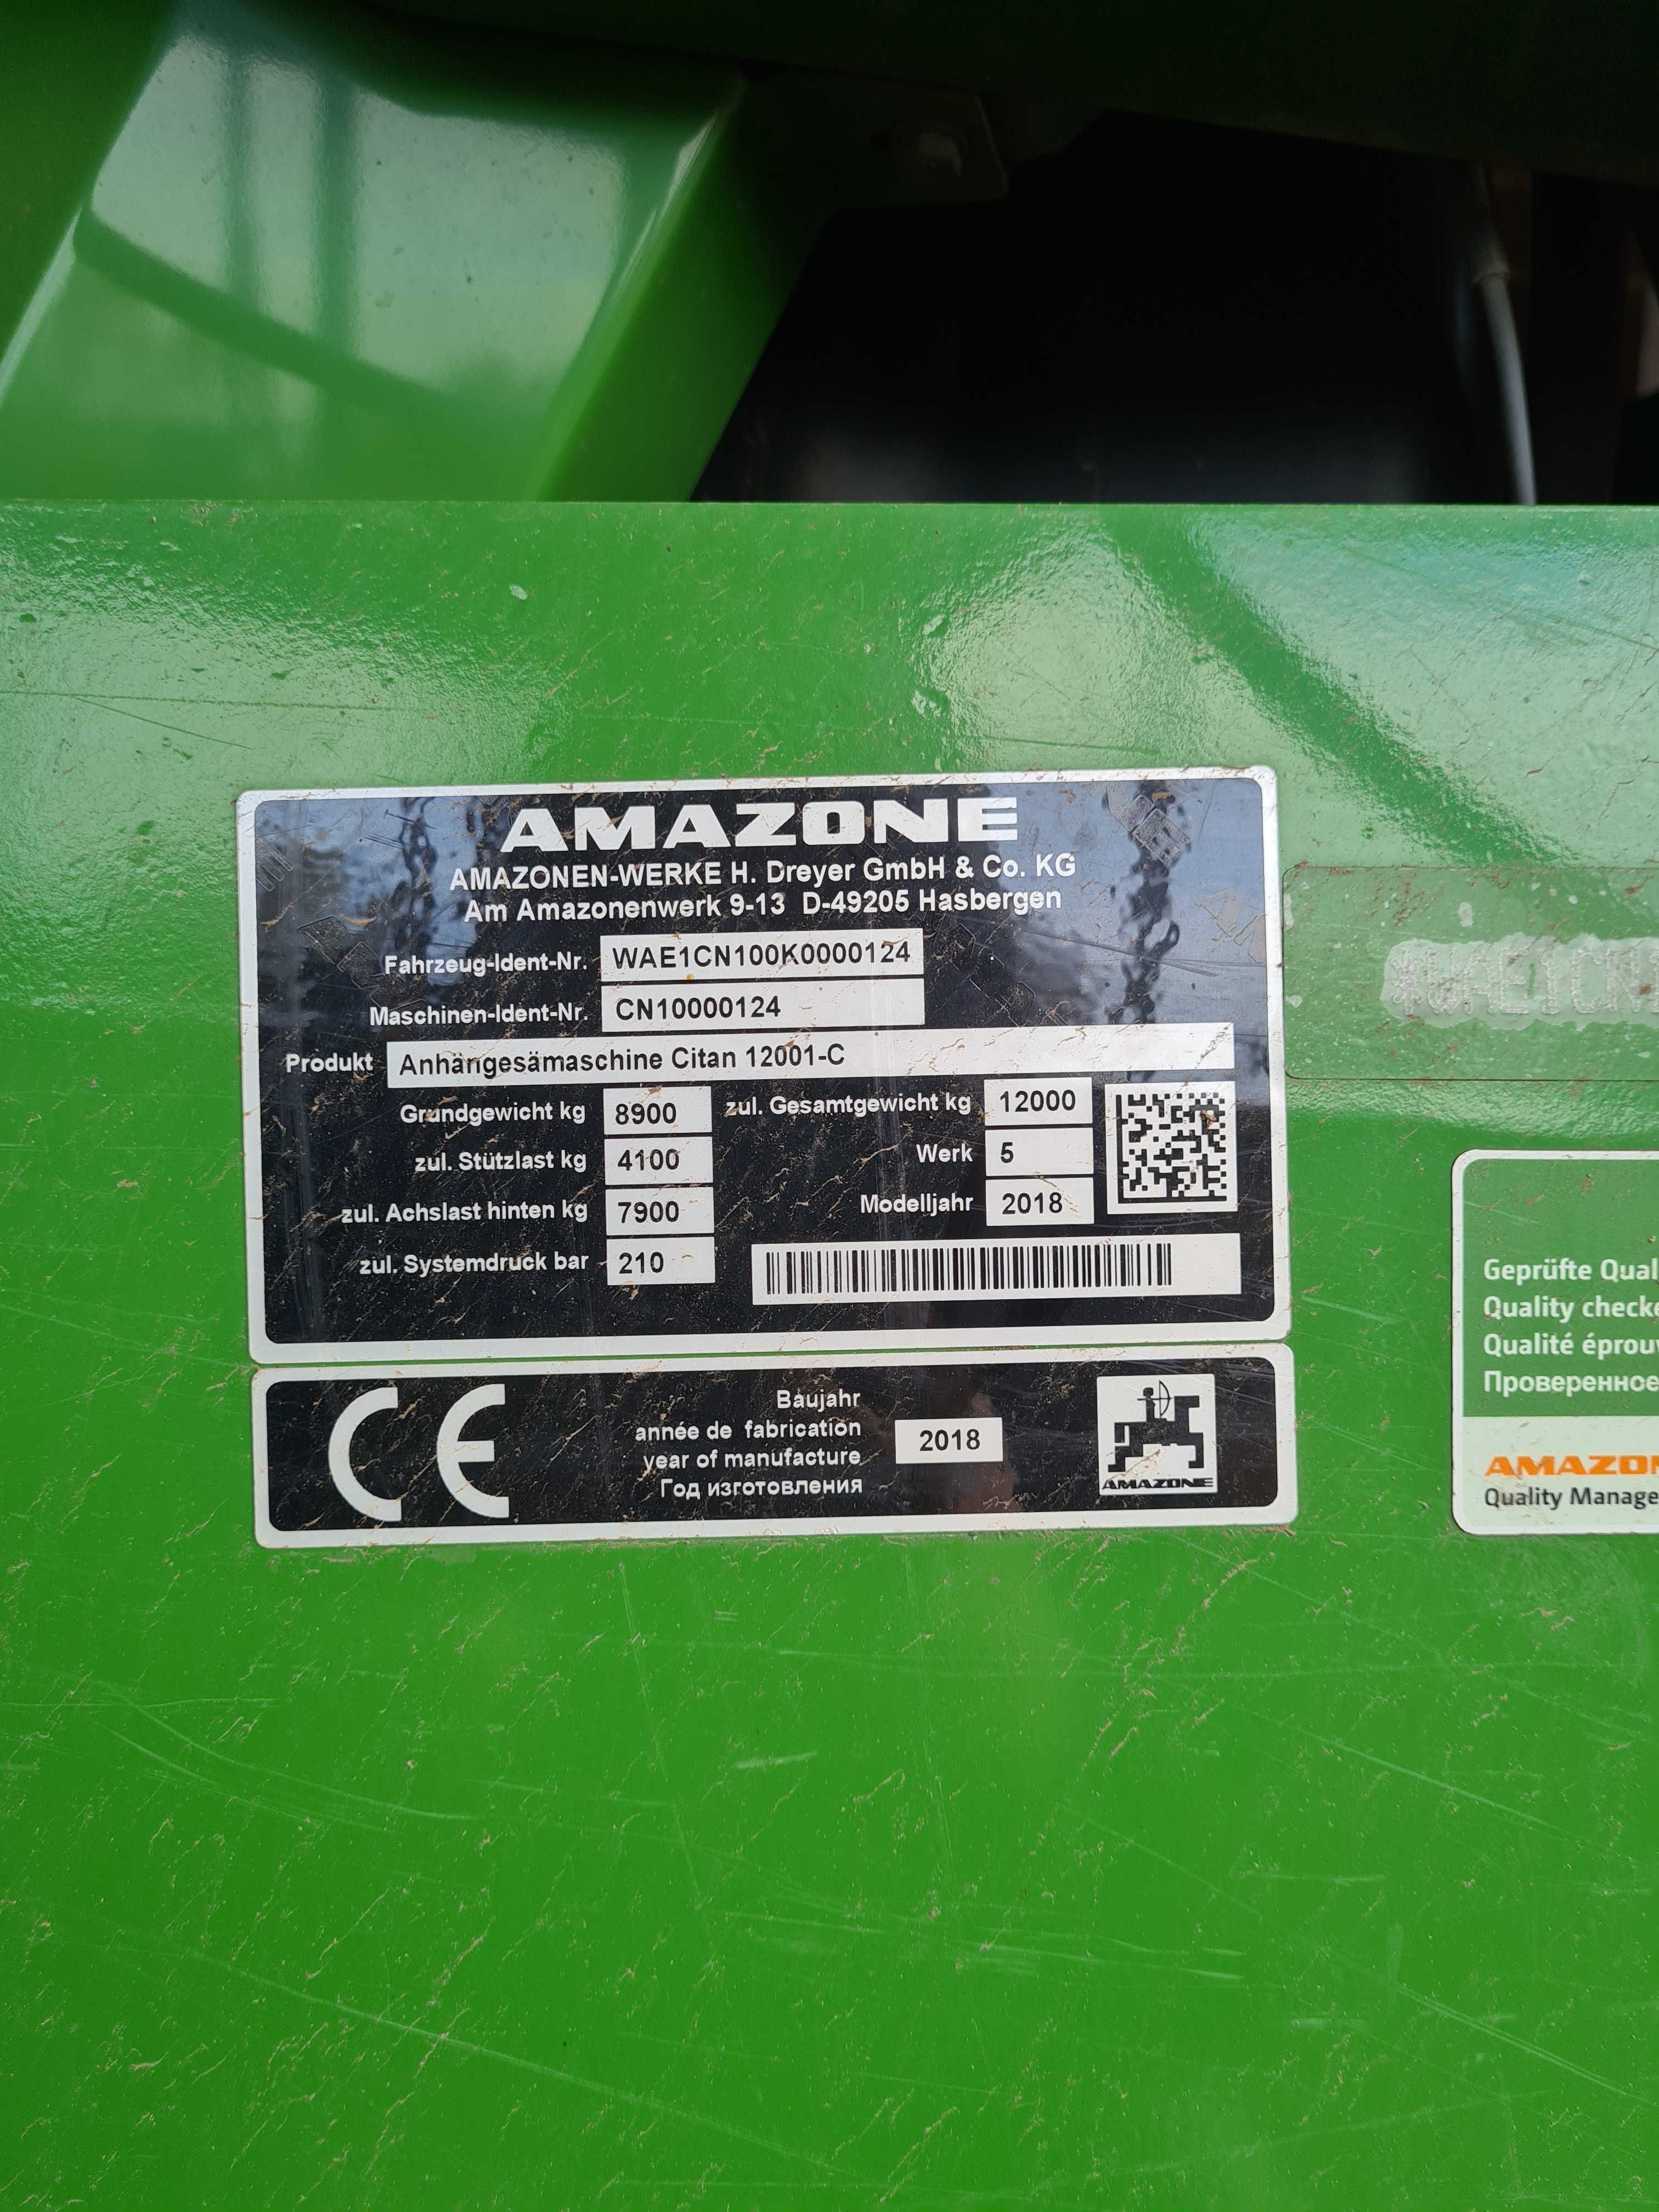 AMAZONE
AMAZONEN-WERKE H. Dreyer GmbH & Co. KG
Am Amazonenwerk 9-13 D-49205 Hasbergen
Fahrzeug-Ident-Nr. WAE1CN100K0000124
Maschinen-Ident-Nr. CN10000124
Produkt Anhängesämaschine Citan 12001-C
Grundgewicht kg 8900 zul. Gesamtgewicht kg 12000
zul. Stützlast kg 4100 Werk 5
zul. Achslast hinten kg 7900 Modelljahr 2018
zul. Systemdruck bar 210
CE
Baujahr
année de fabrication
year of manufacture
Год изготовления
2018
AMAZONE
WAE1CN
Geprüfte Qual
Quality checke
Qualité éprouv
Проверенное
AMAZON
Quality Manage